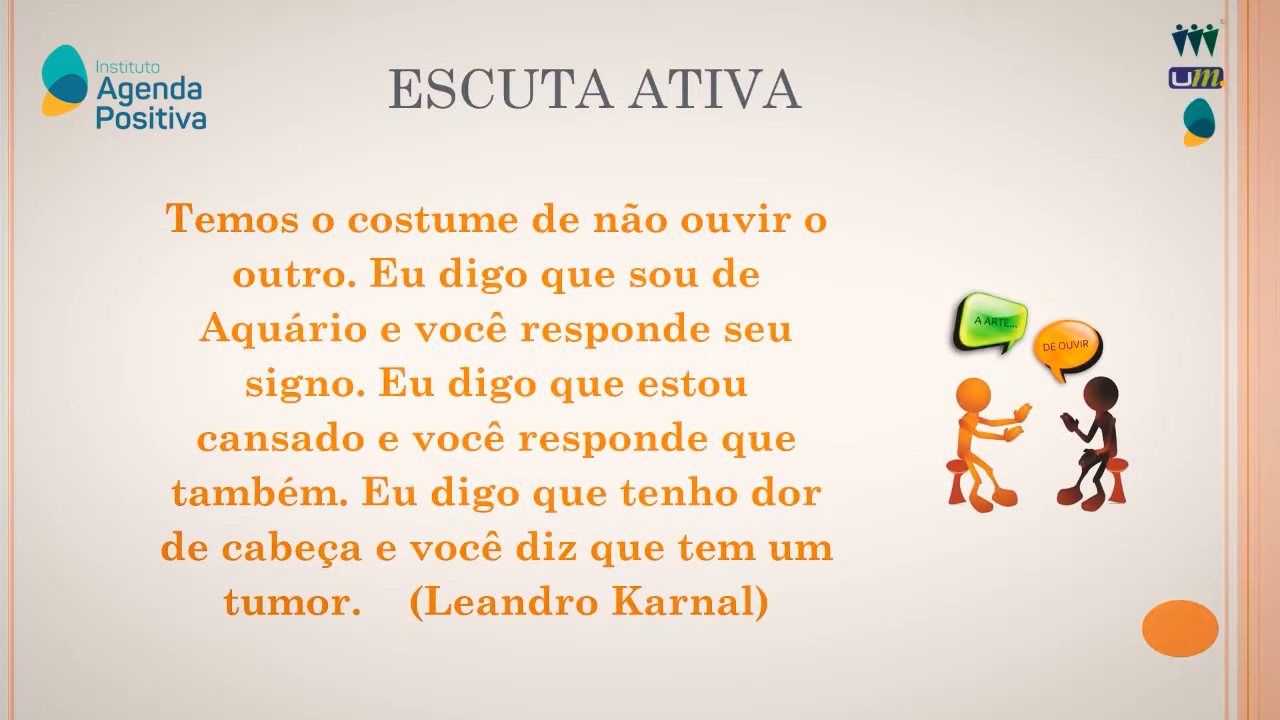 Instituto
Agenda
Positiva
ESCUTA ATIVA
um
Temos o costume de não ouvir o
outro. Eu digo que sou de
Aquário e você responde seu
signo. Eu digo que estou
cansado e você responde que
também. Eu digo que tenho dor
de cabeça e você diz que tem um
tumor. (Leandro Karnal)
A ARTE...
DE OUVIR